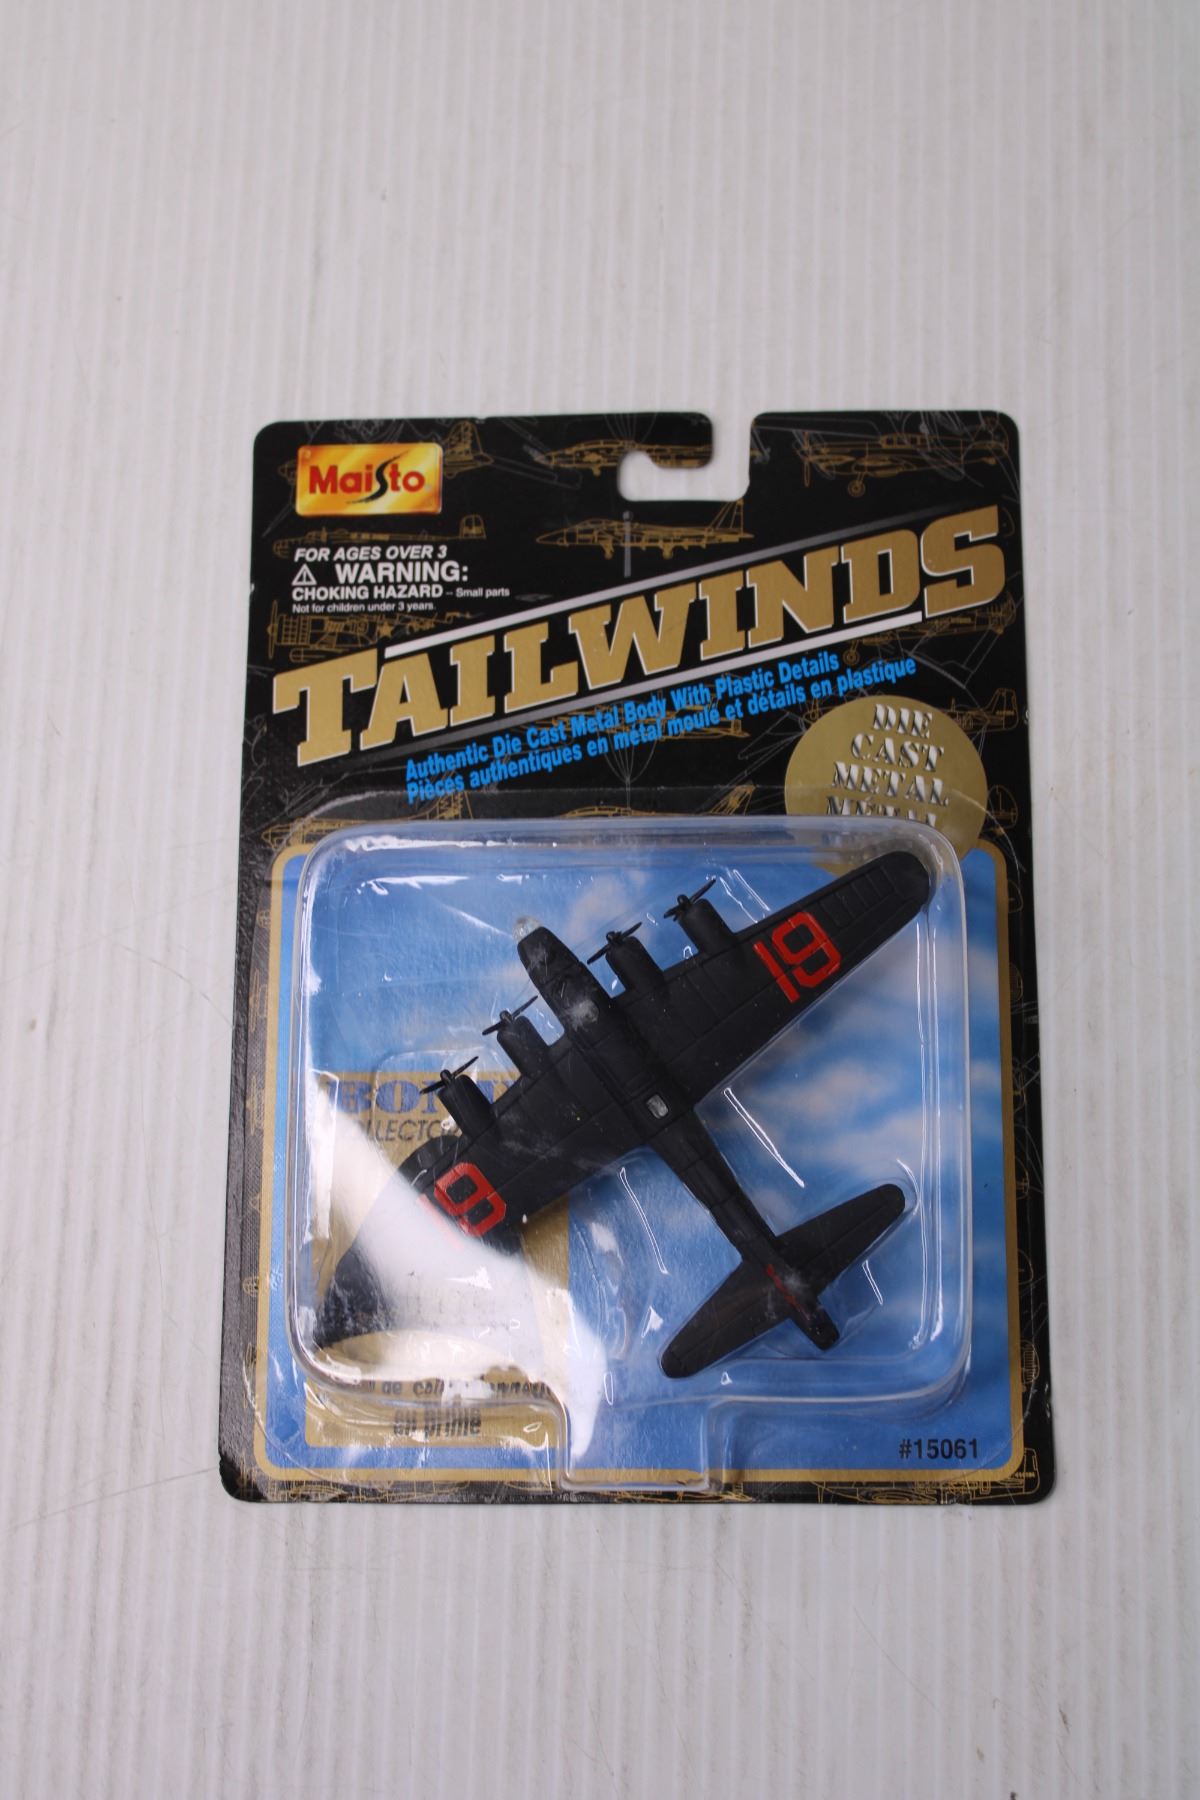 Maisto
FOR AGES OVER 3
⚠ WARNING:
CHOKING HAZARD -- Small parts
Not for children under 3 years.
TAILWINDS
Authentic Die Cast Metal Body With Plastic Details
Pièces authentiques en métal moulé et détails en plastique
DIE
CAST
METAL
MÉTAL
19
19
de
en prime
#15061